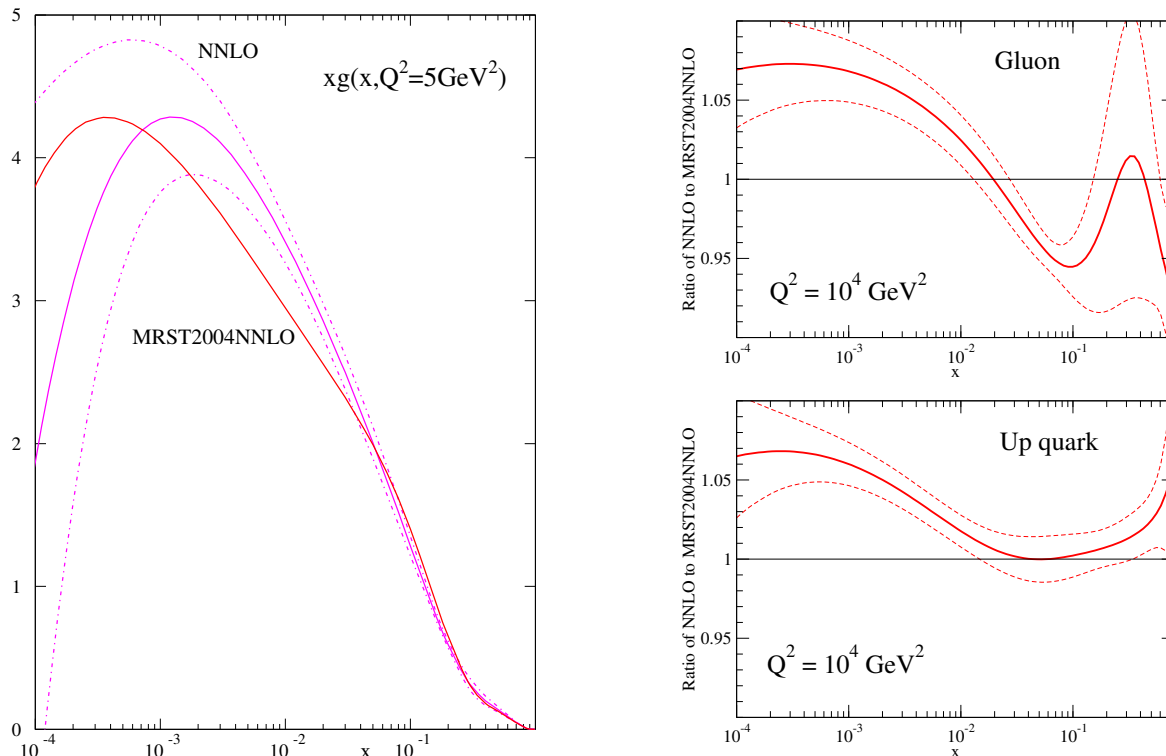 5
4
3
2
1
0
NNLO
xg(x,Q²=5GeV²)
MRST2004NNLO
10⁻⁴
10⁻³
10⁻²
10⁻¹
x
Ratio of NNLO to MRST2004NNLO
1.05
1
0.95
Gluon
Q² = 10⁴ GeV²
10⁻⁴
10⁻³
10⁻²
10⁻¹
x
Ratio of NNLO to MRST2004NNLO
1.05
1
0.95
Up quark
Q² = 10⁴ GeV²
10⁻⁴
10⁻³
10⁻²
10⁻¹
x